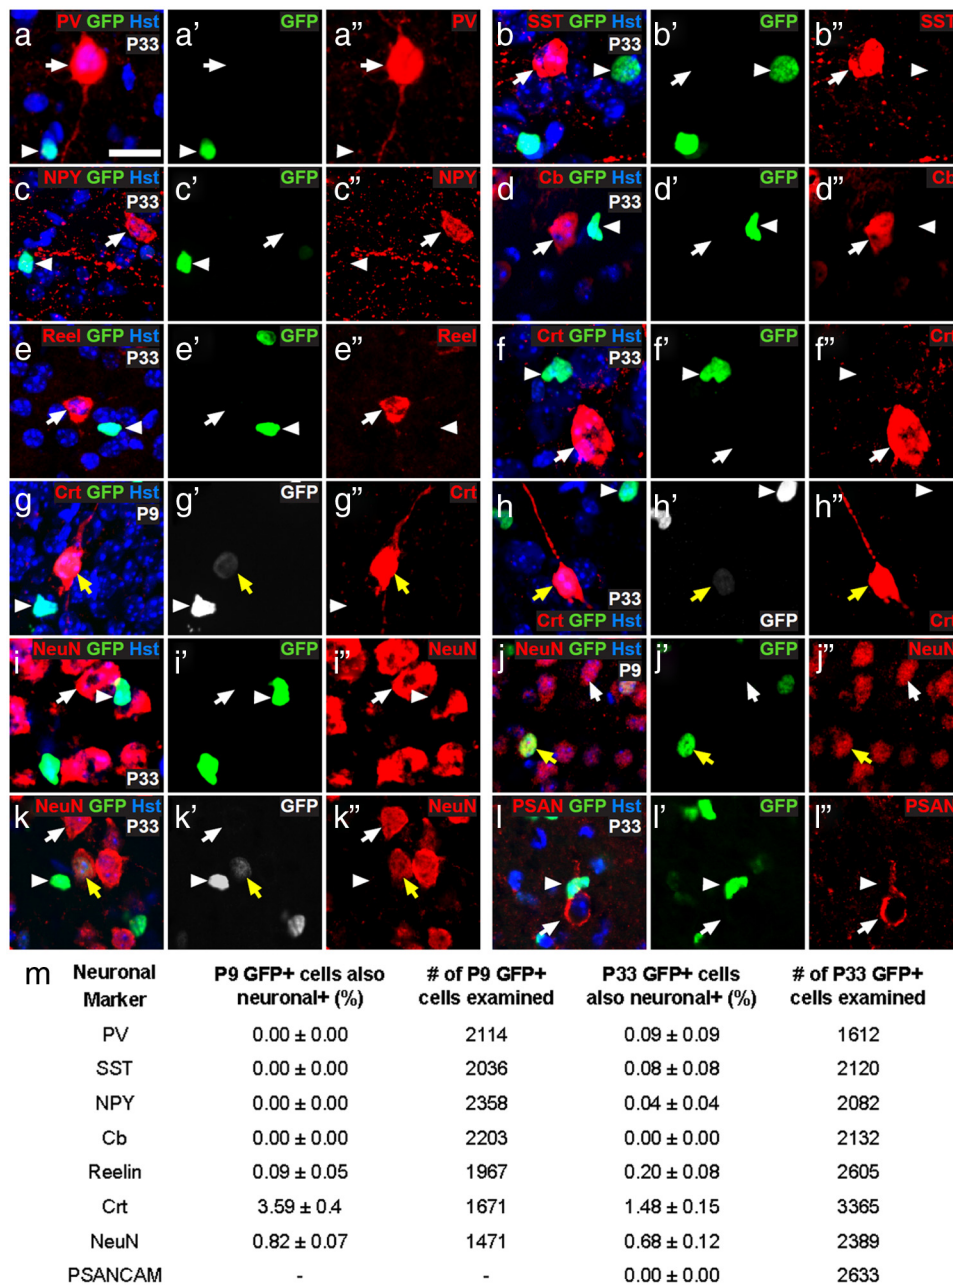 a PV GFP Hst P33
a’ GFP
a” PV
b SST GFP Hst P33
b’ GFP
b” SST
c NPY GFP Hst P33
c’ GFP
c” NPY
d Cb GFP Hst P33
d’ GFP
d” Cb
e Reel GFP Hst P33
e’ GFP
e” Reel
f Crt GFP Hst P33
f’ GFP
f” Crt
g Crt GFP Hst P9
g’ GFP
g” Crt
h P33 Crt GFP Hst
h’ GFP
h” Crt
i NeuN GFP Hst P33
i’ GFP
i” NeuN
j NeuN GFP Hst P9
j’ GFP
j” NeuN
k NeuN GFP Hst P33
k’ GFP
k” NeuN
l PSAN GFP Hst P33
l’ GFP
l” PSAN
m Neuronal P9 GFP+ cells also # of P9 GFP+ P33 GFP+ cells # of P33 GFP+
Marker neuronal+ (%) cells examined also neuronal+ (%) cells examined
PV 0.00 ± 0.00 2114 0.09 ± 0.09 1612
SST 0.00 ± 0.00 2036 0.08 ± 0.08 2120
NPY 0.00 ± 0.00 2358 0.04 ± 0.04 2082
Cb 0.00 ± 0.00 2203 0.00 ± 0.00 2132
Reelin 0.09 ± 0.05 1967 0.20 ± 0.08 2605
Crt 3.59 ± 0.4 1671 1.48 ± 0.15 3365
NeuN 0.82 ± 0.07 1471 0.68 ± 0.12 2389
PSANCAM - - 0.00 ± 0.00 2633